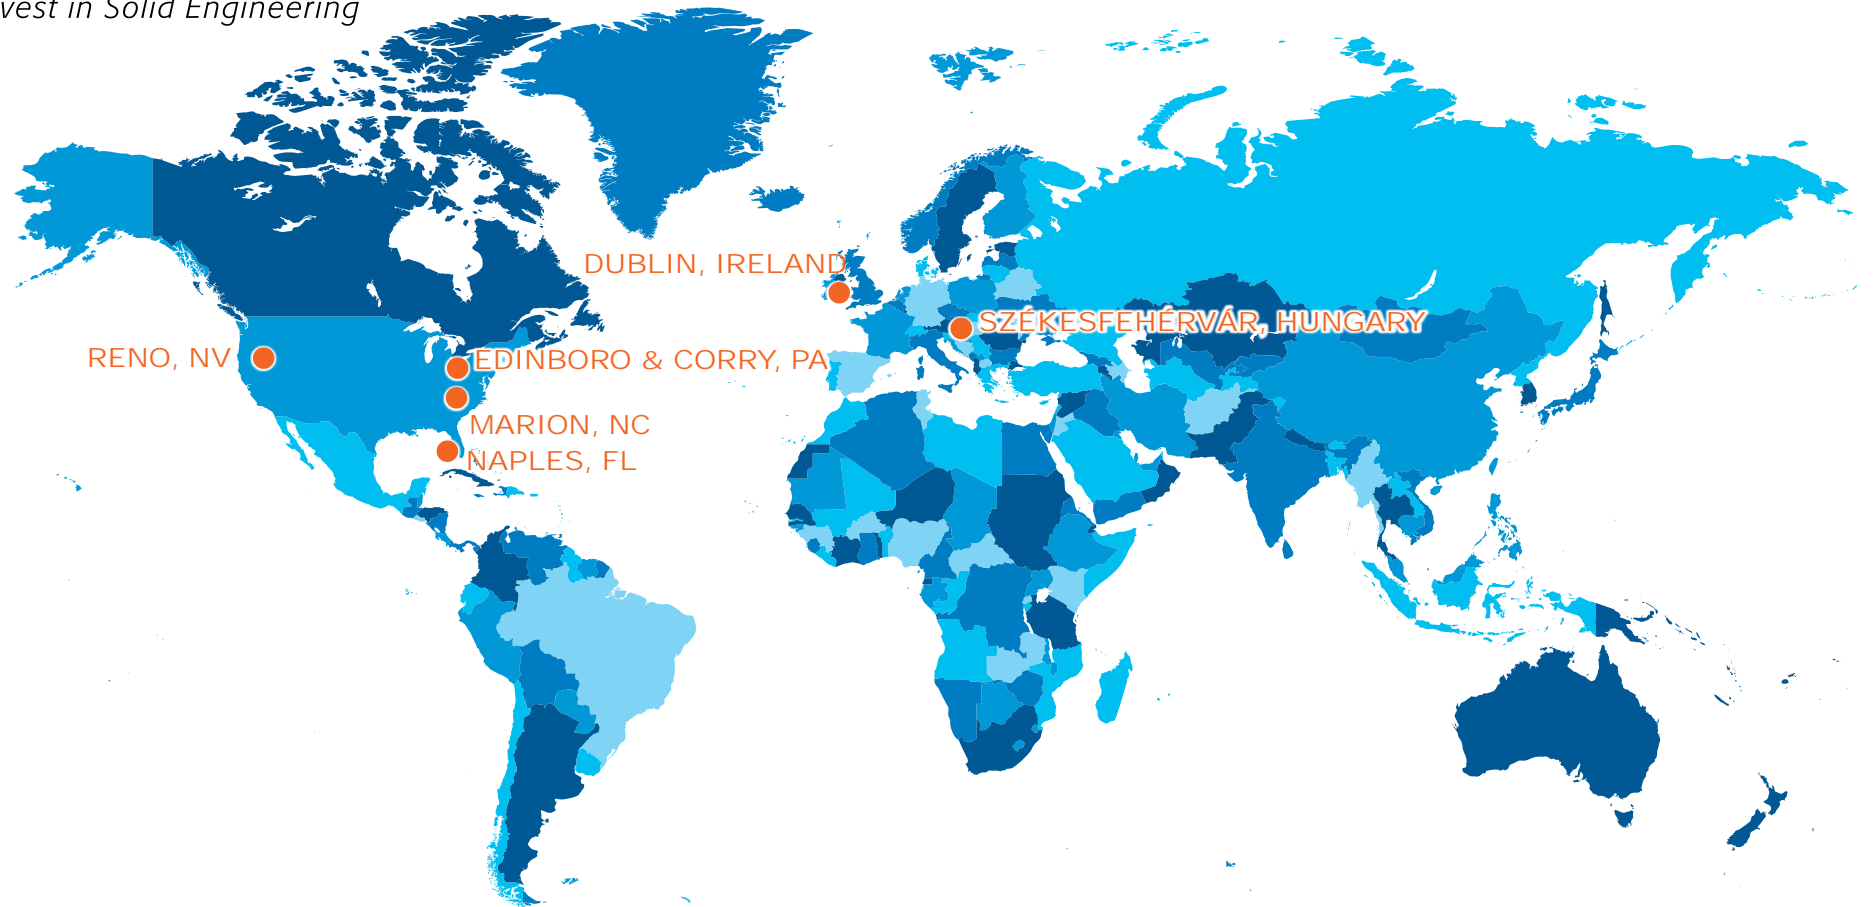 vest in Solid Engineering
DUBLIN, IRELAND
SZÉKESFEHÉRVÁR, HUNGARY
RENO, NV
EDINBORO & CORRY, PA
MARION, NC
NAPLES, FL